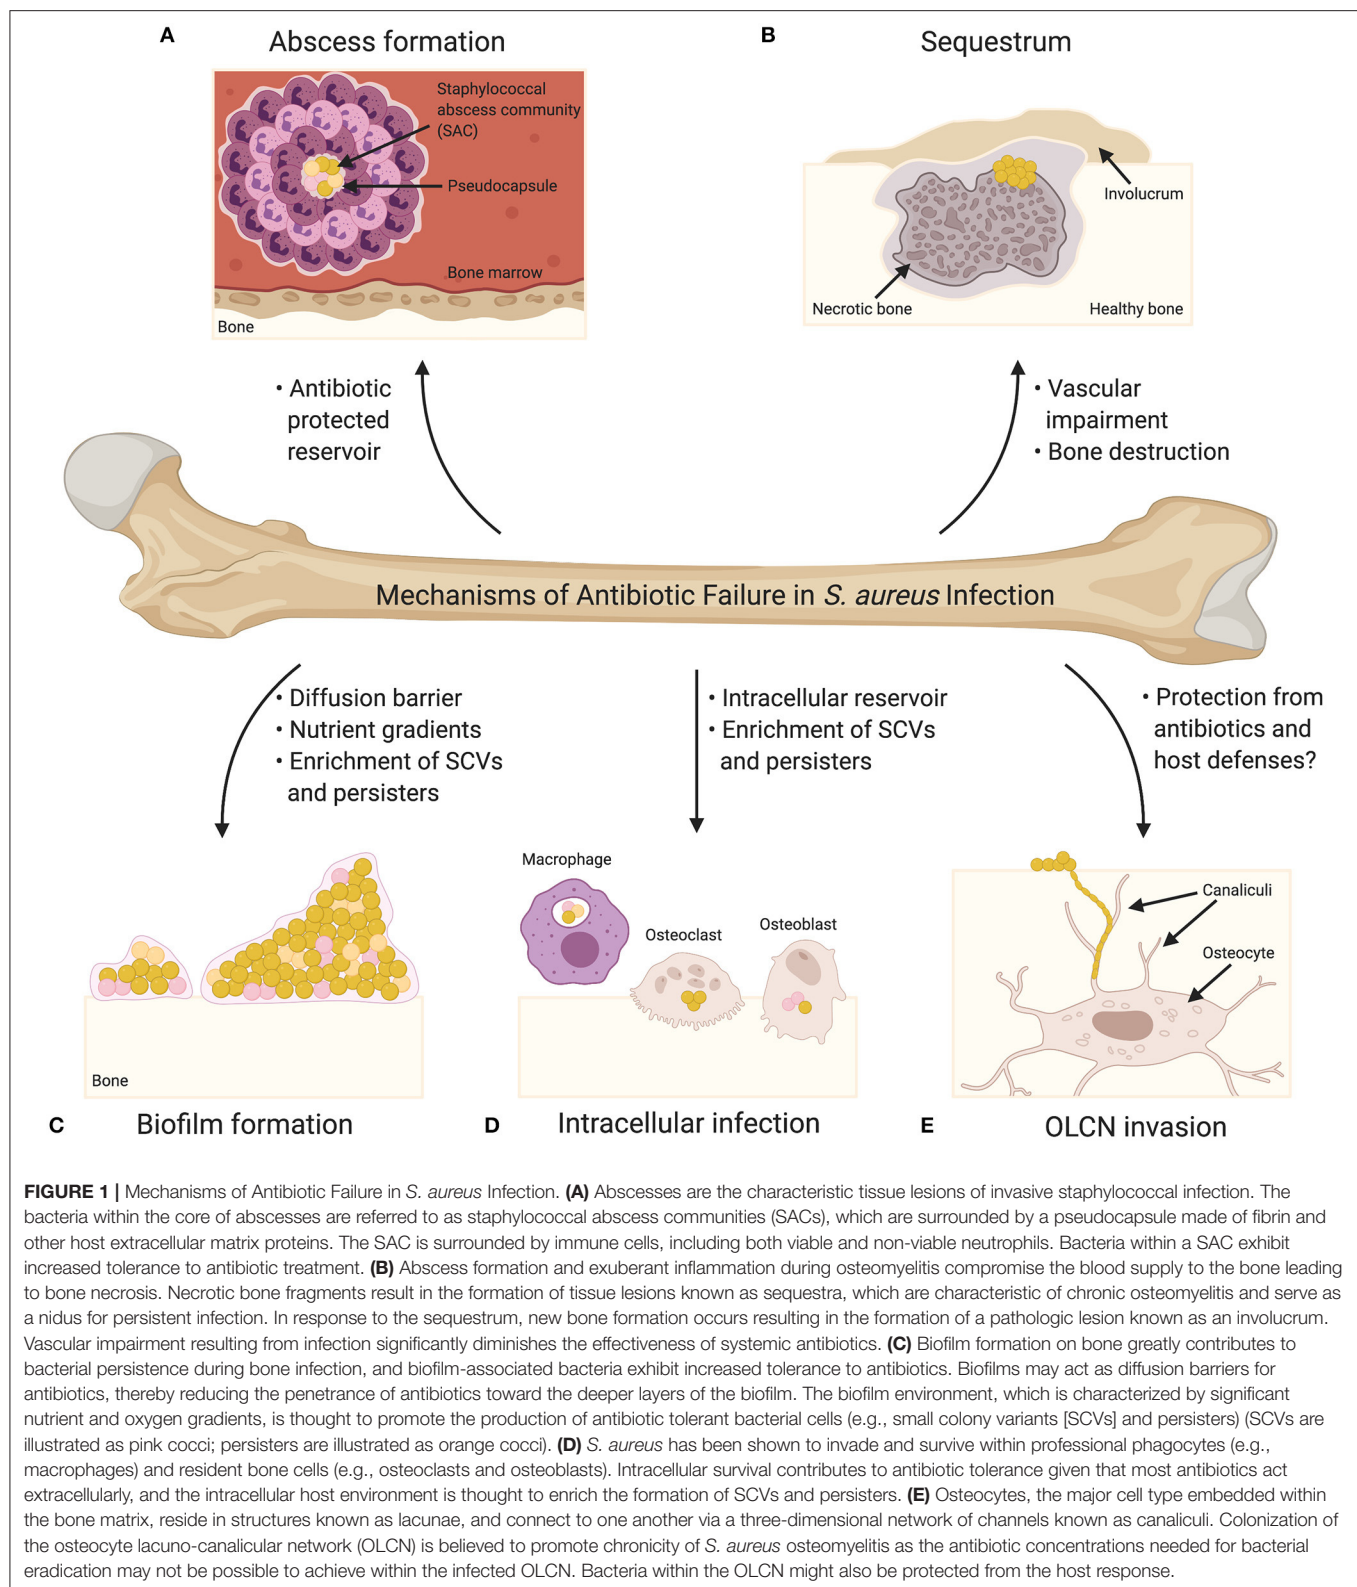 A
Abscess formation
Staphylococcal
abscess community
(SAC)
Pseudocapsule
Bone marrow
Bone
B
Sequestrum
Involucrum
Necrotic bone
Healthy bone
• Antibiotic
protected
reservoir
• Vascular
impairment
• Bone destruction
Mechanisms of Antibiotic Failure in S. aureus Infection
• Diffusion barrier
• Nutrient gradients
• Enrichment of SCVs
and persisters
• Intracellular reservoir
• Enrichment of SCVs
and persisters
• Protection from
antibiotics and
host defenses?
Bone
C
Biofilm formation
Macrophage
Osteoclast
Osteoblast
D
Intracellular infection
Canaliculi
Osteocyte
E
OLCN invasion
FIGURE 1 | Mechanisms of Antibiotic Failure in S. aureus Infection. (A) Abscesses are the characteristic tissue lesions of invasive staphylococcal infection. The
bacteria within the core of abscesses are referred to as staphylococcal abscess communities (SACs), which are surrounded by a pseudocapsule made of fibrin and
other host extracellular matrix proteins. The SAC is surrounded by immune cells, including both viable and non-viable neutrophils. Bacteria within a SAC exhibit
increased tolerance to antibiotic treatment. (B) Abscess formation and exuberant inflammation during osteomyelitis compromise the blood supply to the bone leading
to bone necrosis. Necrotic bone fragments result in the formation of tissue lesions known as sequestra, which are characteristic of chronic osteomyelitis and serve as
a nidus for persistent infection. In response to the sequestrum, new bone formation occurs resulting in the formation of a pathologic lesion known as an involucrum.
Vascular impairment resulting from infection significantly diminishes the effectiveness of systemic antibiotics. (C) Biofilm formation on bone greatly contributes to
bacterial persistence during bone infection, and biofilm-associated bacteria exhibit increased tolerance to antibiotics. Biofilms may act as diffusion barriers for
antibiotics, thereby reducing the penetrance of antibiotics toward the deeper layers of the biofilm. The biofilm environment, which is characterized by significant
nutrient and oxygen gradients, is thought to promote the production of antibiotic tolerant bacterial cells (e.g., small colony variants [SCVs] and persisters) (SCVs are
illustrated as pink cocci; persisters are illustrated as orange cocci). (D) S. aureus has been shown to invade and survive within professional phagocytes (e.g.,
macrophages) and resident bone cells (e.g., osteoclasts and osteoblasts). Intracellular survival contributes to antibiotic tolerance given that most antibiotics act
extracellularly, and the intracellular host environment is thought to enrich the formation of SCVs and persisters. (E) Osteocytes, the major cell type embedded within
the bone matrix, reside in structures known as lacunae, and connect to one another via a three-dimensional network of channels known as canaliculi. Colonization of
the osteocyte lacuno-canalicular network (OLCN) is believed to promote chronicity of S. aureus osteomyelitis as the antibiotic concentrations needed for bacterial
eradication may not be possible to achieve within the infected OLCN. Bacteria within the OLCN might also be protected from the host response.